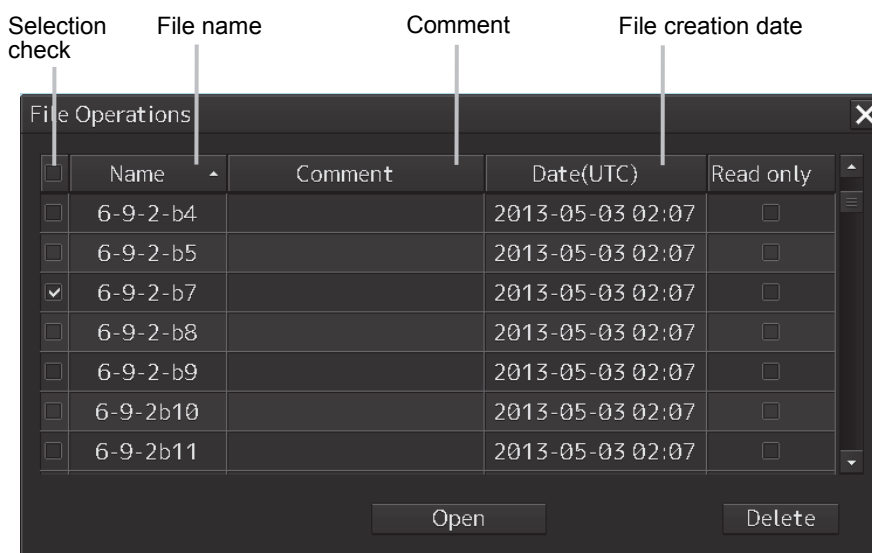 Selection check
File name
Comment
File creation date
File Operations
Name Comment Date(UTC) Read only
6-9-2-b4 2013-05-03 02:07
6-9-2-b5 2013-05-03 02:07
6-9-2-b7 2013-05-03 02:07
6-9-2-b8 2013-05-03 02:07
6-9-2-b9 2013-05-03 02:07
6-9-2b10 2013-05-03 02:07
6-9-2b11 2013-05-03 02:07
Open Delete